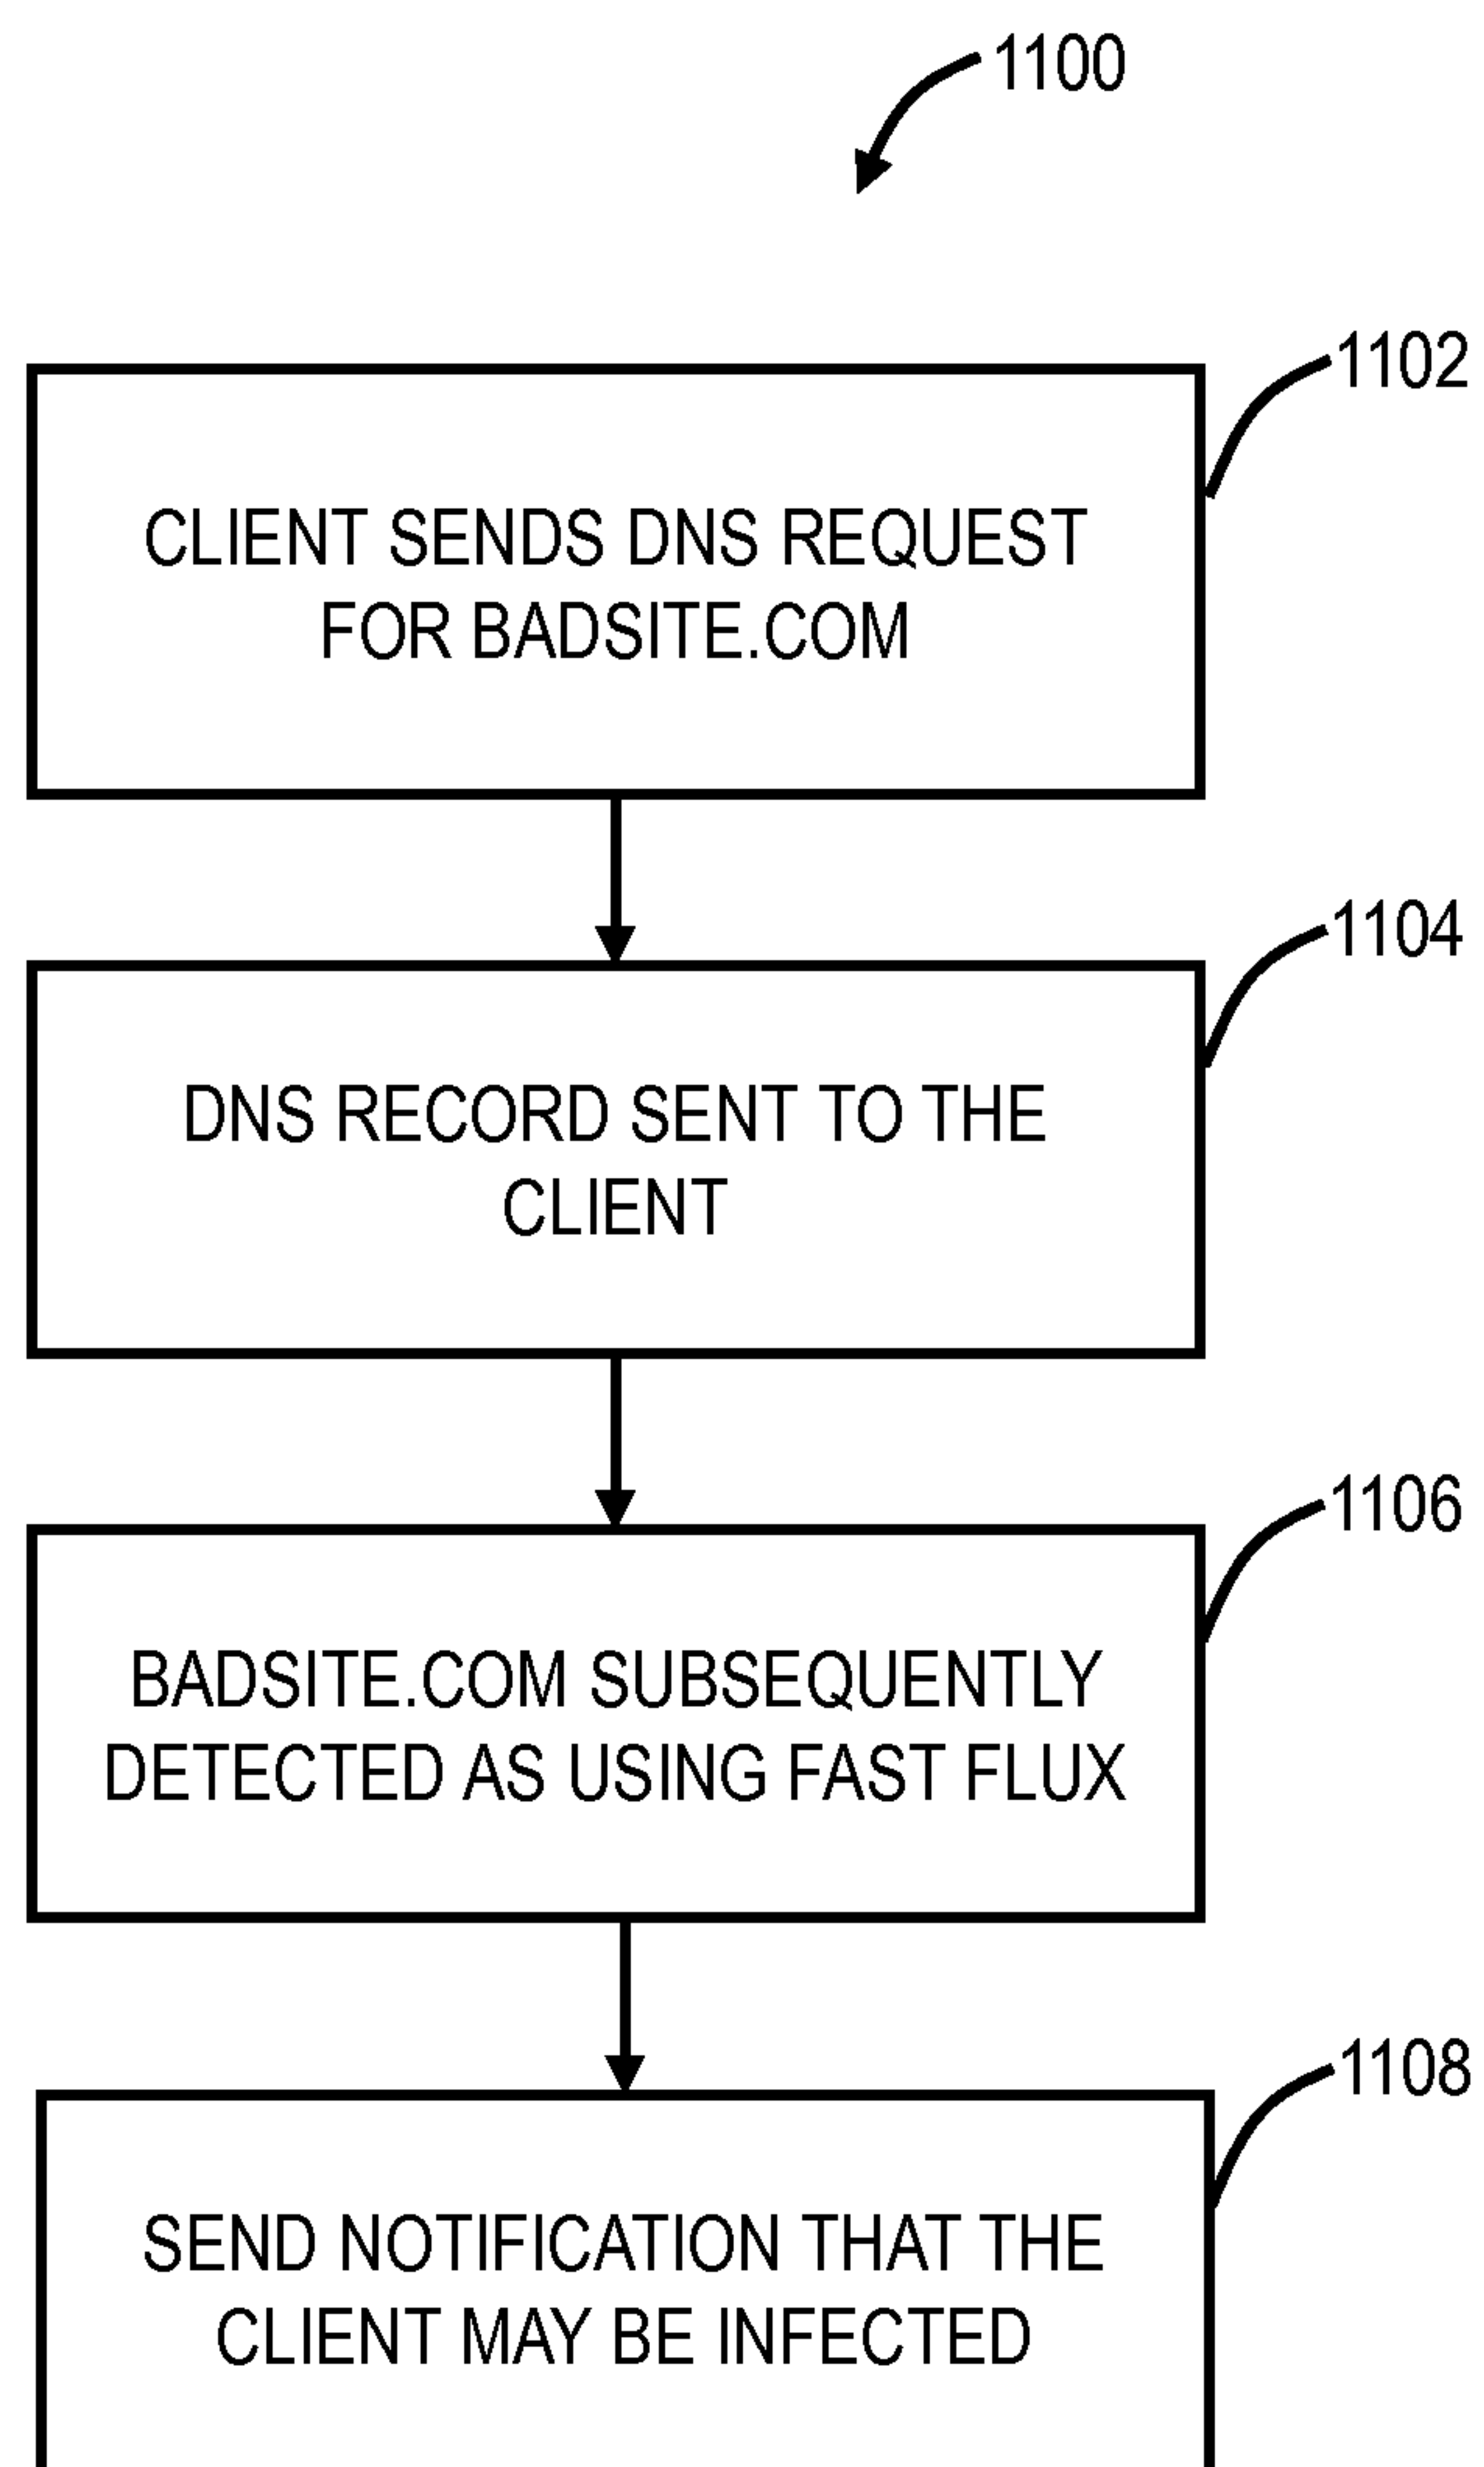 1100
1102
CLIENT SENDS DNS REQUEST
FOR BADSITE.COM
1104
DNS RECORD SENT TO THE
CLIENT
1106
BADSITE.COM SUBSEQUENTLY
DETECTED AS USING FAST FLUX
1108
SEND NOTIFICATION THAT THE
CLIENT MAY BE INFECTED